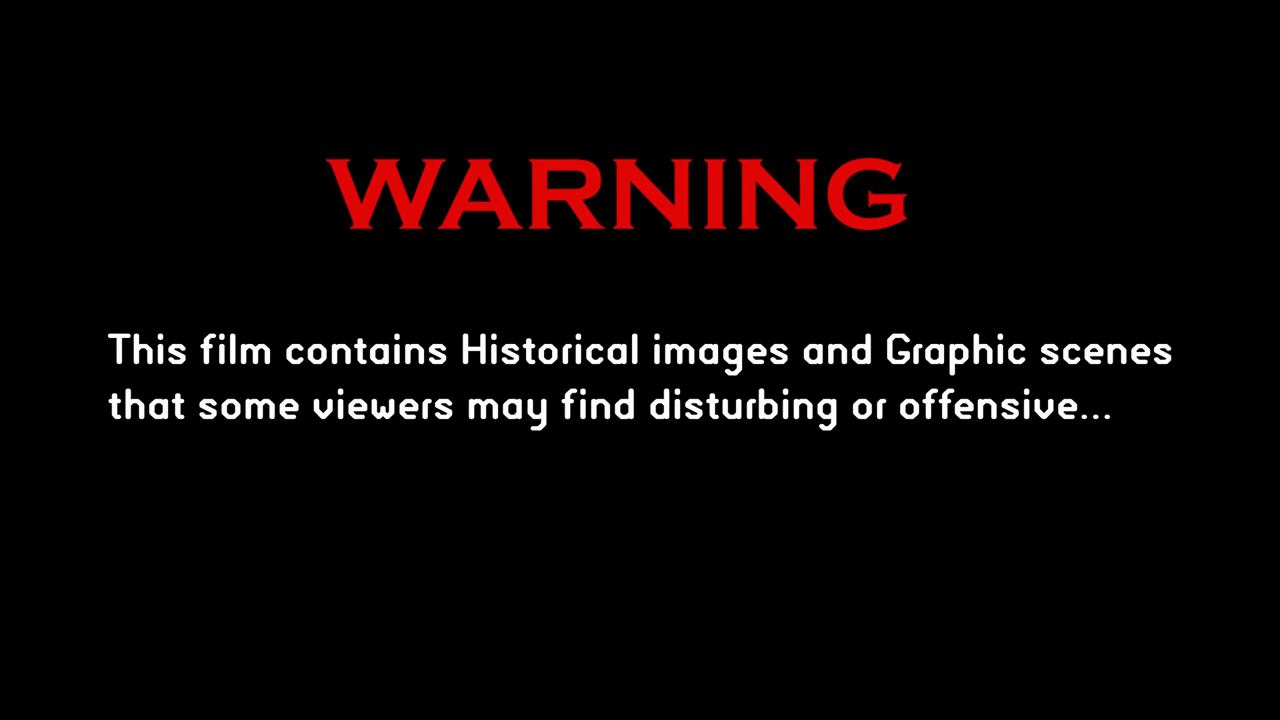 WARNING
This film contains Historical images and Graphic scenes
that some viewers may find disturbing or offensive...